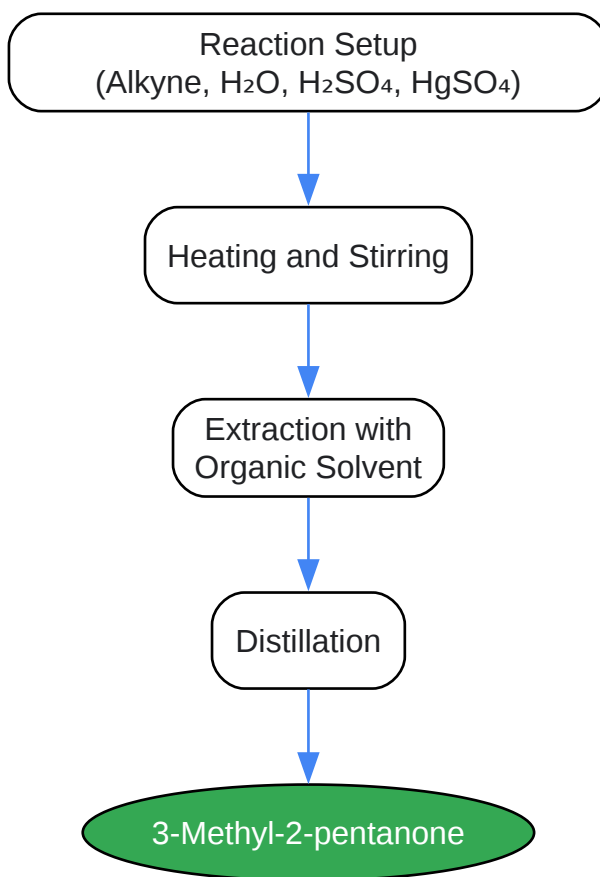 Reaction Setup
(Alkyne, H₂O, H₂SO₄, HgSO₄)
Heating and Stirring
Extraction with
Organic Solvent
Distillation
3-Methyl-2-pentanone